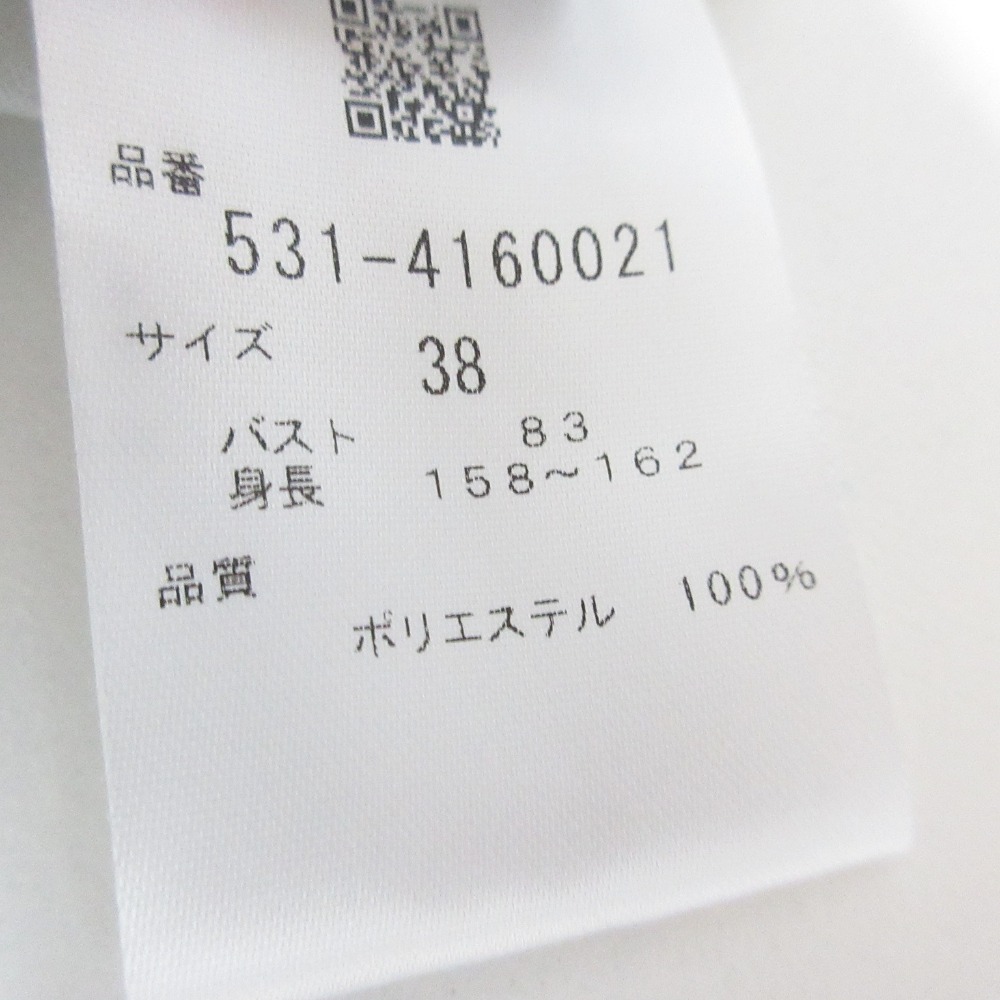 品番
531-4160021
サイズ 38
バスト 83
身長 158~162
品質
ポリエステル 100%